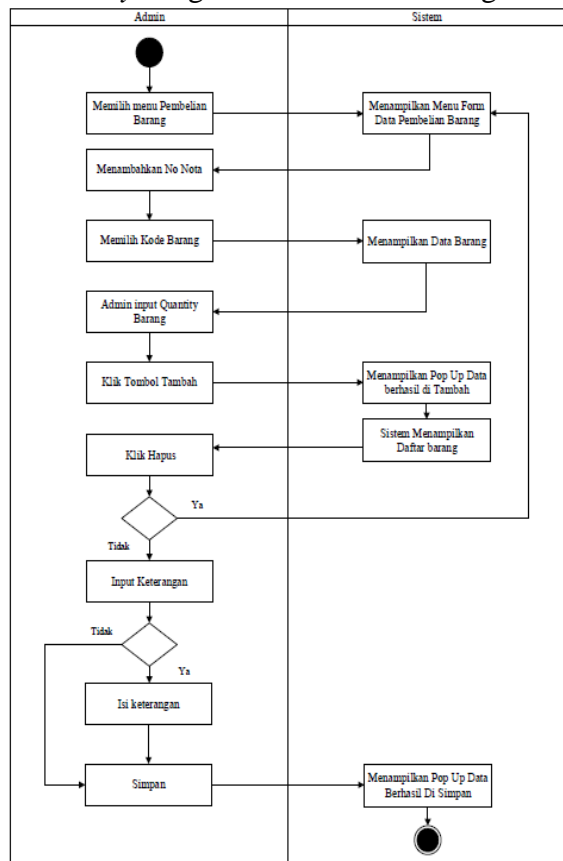 Admin
Sistem
Memilih menu Pembelian
Barang
Menampilkan Menu Form
Data Pembelian Barang
Menambahkan No Nota
Memilih Kode Barang
Menampilkan Data Barang
Admin input Quantity
Barang
Klik Tombol Tambah
Menampilkan Pop Up Data
berhasil di Tambah
Sistem Menampilkan
Daftar barang
Klik Hapus
Ya
Tidak
Input Keterangan
Tidak
Ya
Isi keterangan
Simpan
Menampilkan Pop Up Data
Berhasil Di Simpan